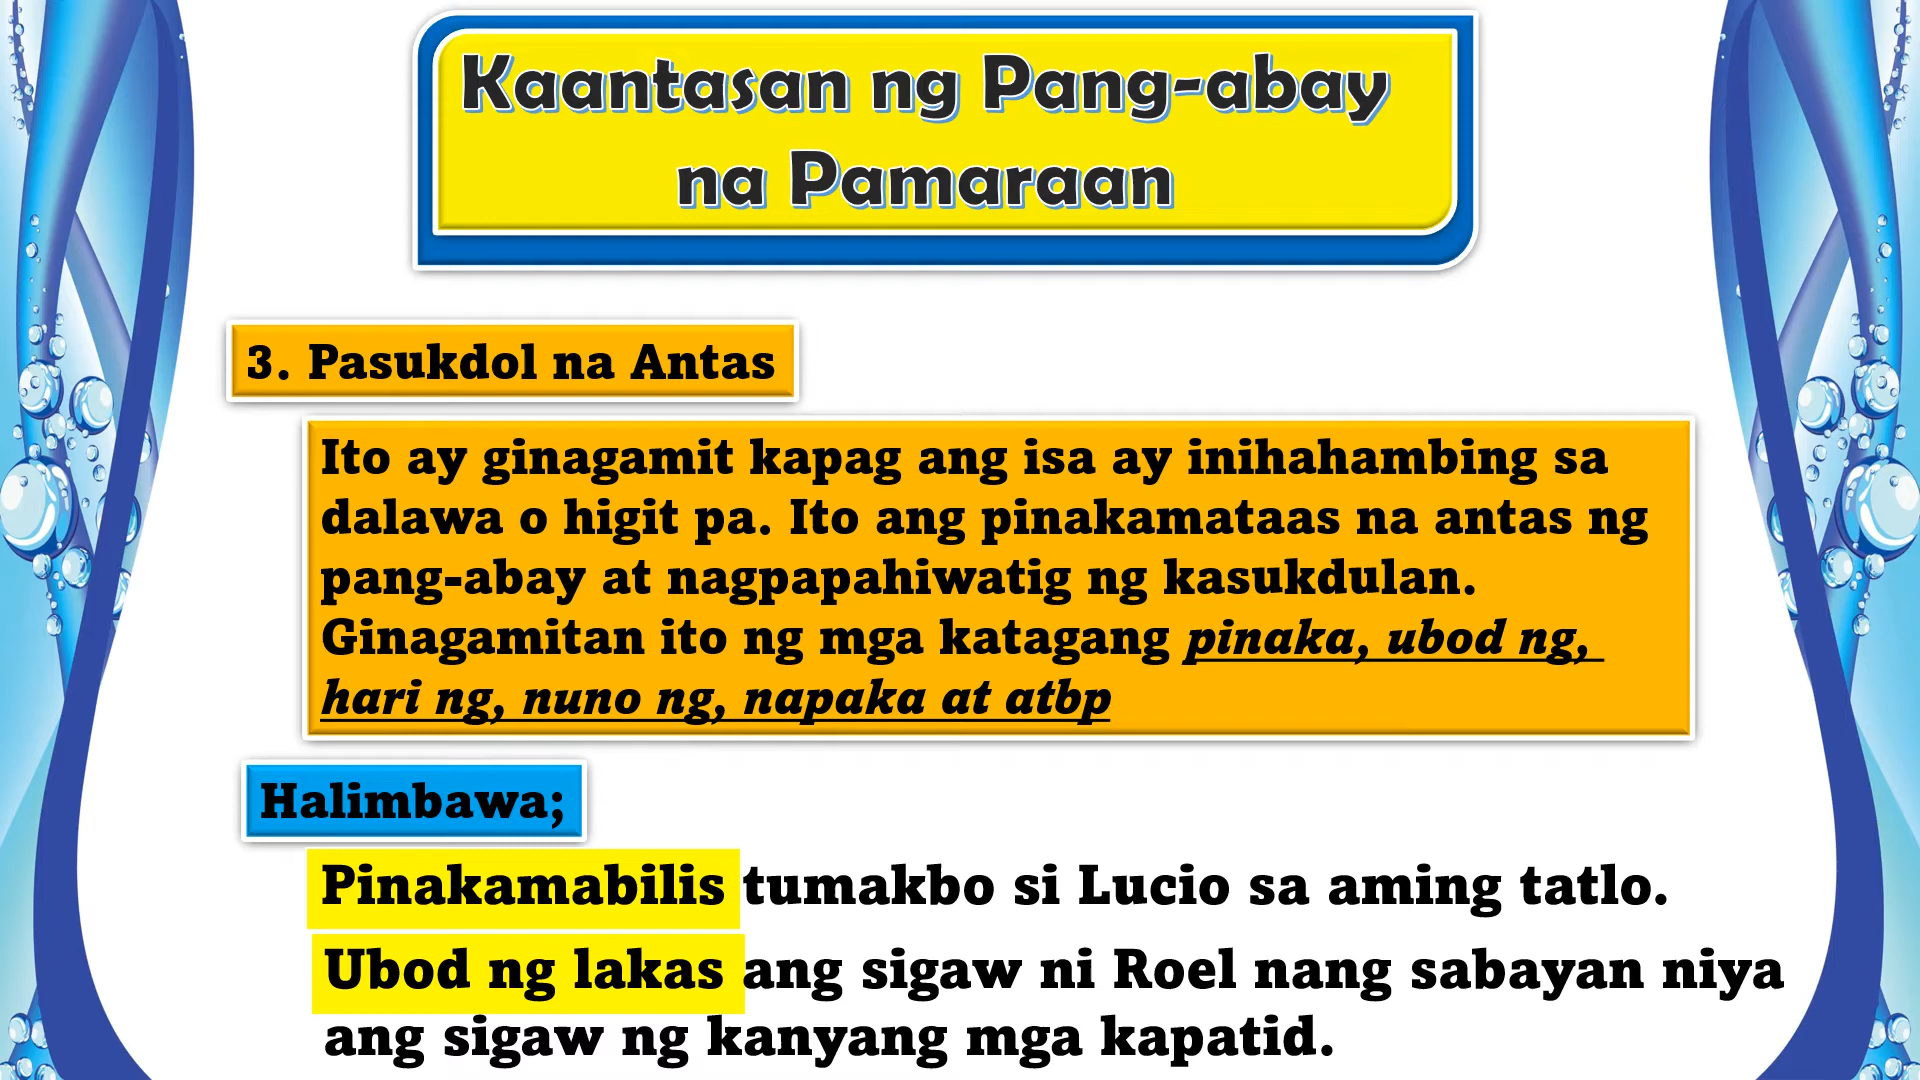 Kaantasan ng Pang-abay
na Pamaraan
3. Pasukdol na Antas
Ito ay ginagamit kapag ang isa ay inihahambing sa
dalawa o higit pa. Ito ang pinakamataas na antas ng
pang-abay at nagpapahiwatig ng kasukdulan.
Ginagamitan ito ng mga katagang pinaka, ubod ng,
hari ng, nuno ng, napaka at atbp
Halimbawa;
Pinakamabilis tumakbo si Lucio sa aming tatlo.
Ubod ng lakas ang sigaw ni Roel nang sabayan niya
ang sigaw ng kanyang mga kapatid.